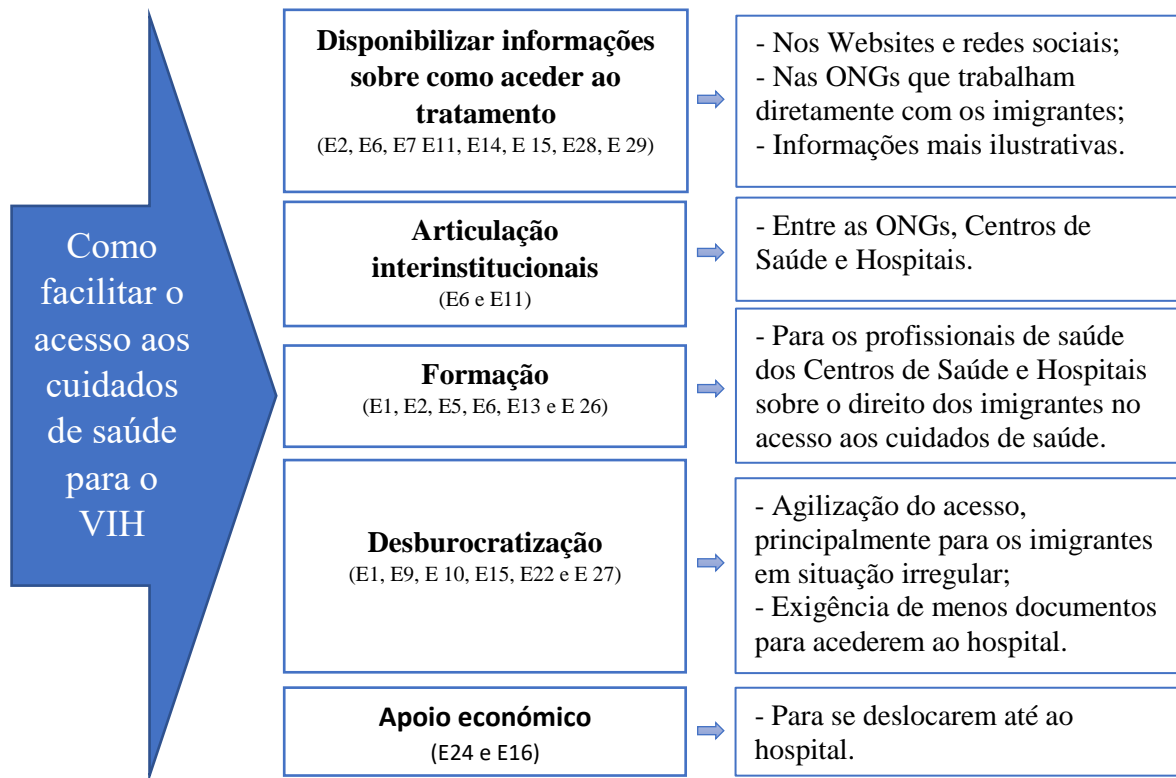 Como
facilitar o
acesso aos
cuidados
de saúde
para o
VIH
Disponibilizar informações
sobre como aceder ao
tratamento
(E2, E6, E7 E11, E14, E 15, E28, E 29)
- Nos Websites e redes sociais;
- Nas ONGs que trabalham
diretamente com os imigrantes;
- Informações mais ilustrativas.
Articulação
interinstitucionais
(E6 e E11)
- Entre as ONGs, Centros de
Saúde e Hospitais.
Formação
(E1, E2, E5, E6, E13 e E 26)
- Para os profissionais de saúde
dos Centros de Saúde e Hospitais
sobre o direito dos imigrantes no
acesso aos cuidados de saúde.
Desburocratização
(E1, E9, E 10, E15, E22 e E 27)
- Agilização do acesso,
principalmente para os imigrantes
em situação irregular;
- Exigência de menos documentos
para acederem ao hospital.
Apoio económico
(E24 e E16)
- Para se deslocarem até ao
hospital.